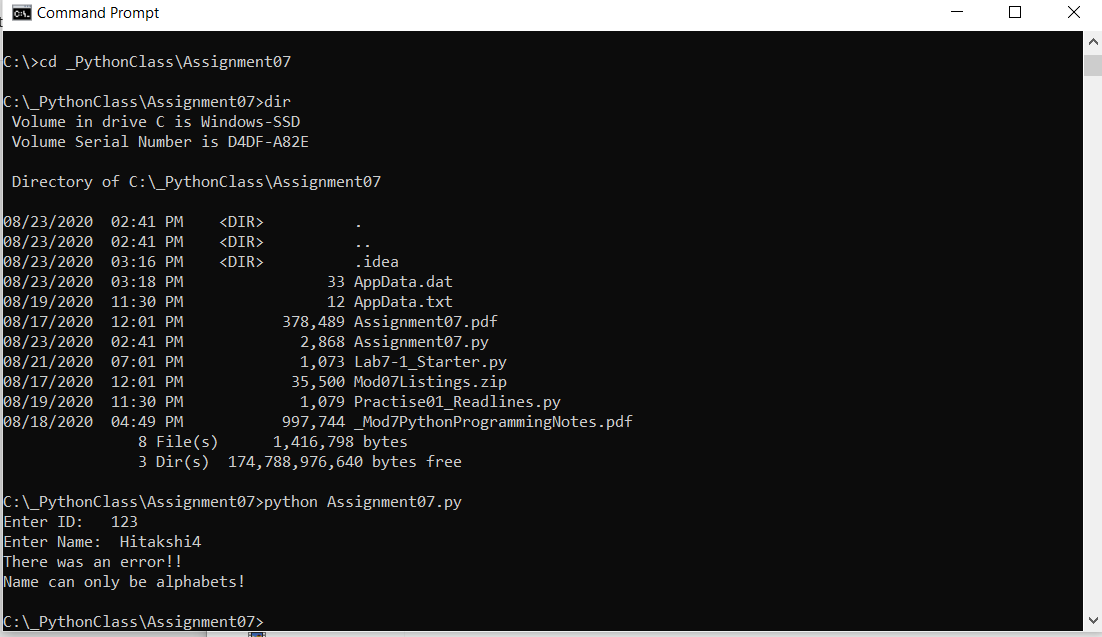 Command Prompt
C:\>cd _PythonClass\Assignment07
C:\_PythonClass\Assignment07>dir
 Volume in drive C is Windows-SSD
 Volume Serial Number is D4DF-A82E
 Directory of C:\_PythonClass\Assignment07
08/23/2020  02:41 PM    <DIR>          .
08/23/2020  02:41 PM    <DIR>          ..
08/23/2020  03:16 PM    <DIR>          .idea
08/23/2020  03:18 PM                33 AppData.dat
08/19/2020  11:30 PM                12 AppData.txt
08/17/2020  12:01 PM           378,489 Assignment07.pdf
08/23/2020  02:41 PM             2,868 Assignment07.py
08/21/2020  07:01 PM             1,073 Lab7-1_Starter.py
08/17/2020  12:01 PM            35,500 Mod07Listings.zip
08/19/2020  11:30 PM             1,079 Practise01_Readlines.py
08/18/2020  04:49 PM           997,744 _Mod7PythonProgrammingNotes.pdf
               8 File(s)      1,416,798 bytes
               3 Dir(s)  174,788,976,640 bytes free
C:\_PythonClass\Assignment07>python Assignment07.py
Enter ID:   123
Enter Name:  Hitakshi4
There was an error!!
Name can only be alphabets!
C:\_PythonClass\Assignment07>